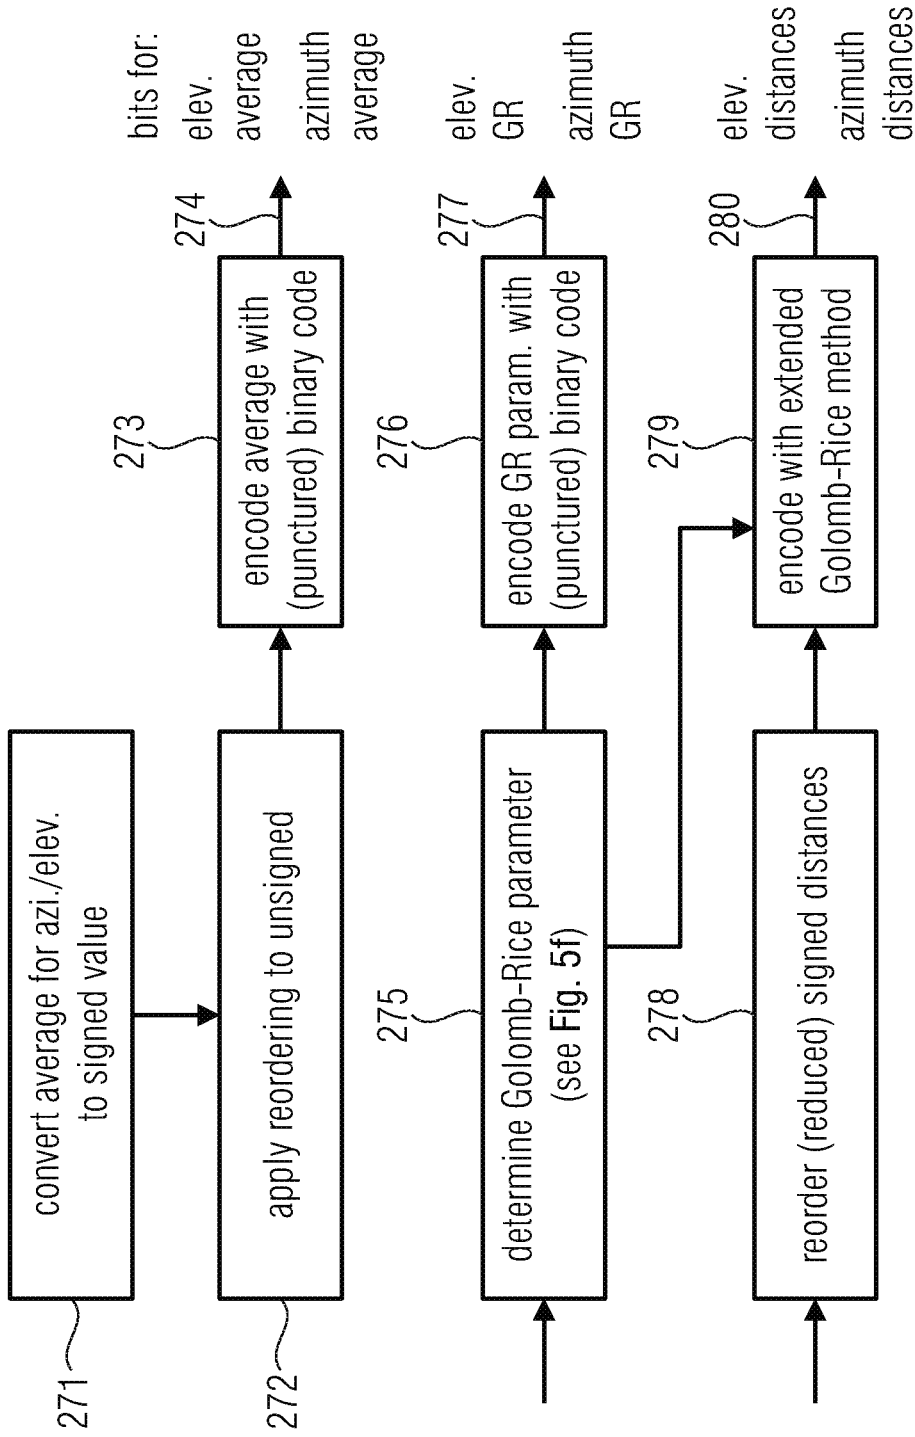 271
convert average for azi./elev.
to signed value
272
apply reordering to unsigned
273
encode average with
(punctured) binary code
274
bits for:
elev.
average
azimuth
average
275
determine Golomb-Rice parameter
(see Fig. 5f)
276
encode GR param. with
(punctured) binary code
277
elev.
GR
azimuth
GR
278
reorder (reduced) signed distances
279
encode with extended
Golomb-Rice method
280
elev.
distances
azimuth
distances